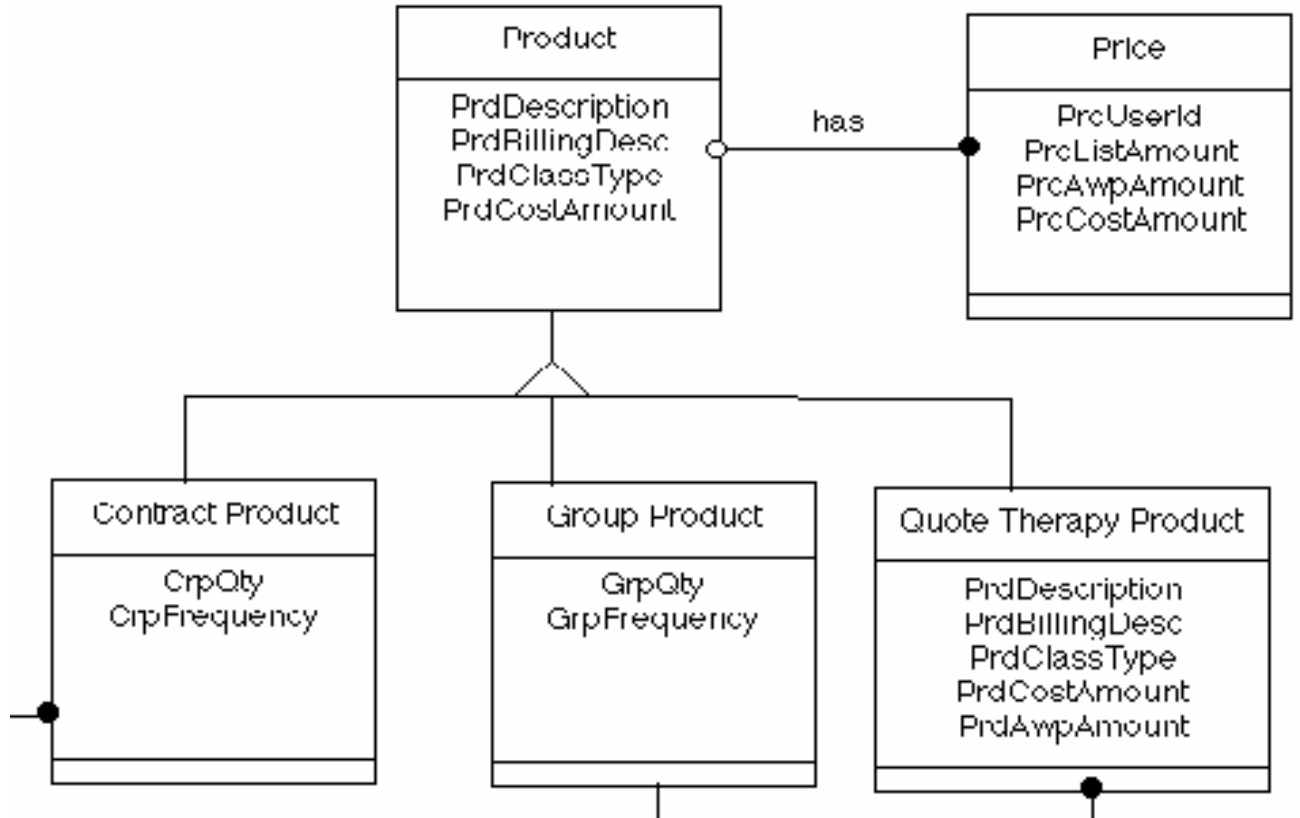 Product
PrdDescription
PrdBillingDesc
PrdClassType
PrdCostAmount
has
Price
PrcUserId
PrcListAmount
PrcAwpAmount
PrcCostAmount
Contract Product
CrpQty
CrpFrequency
Group Product
GrpQty
GrpFrequency
Quote Therapy Product
PrdDescription
PrdBillingDesc
PrdClassType
PrdCostAmount
PrdAwpAmount